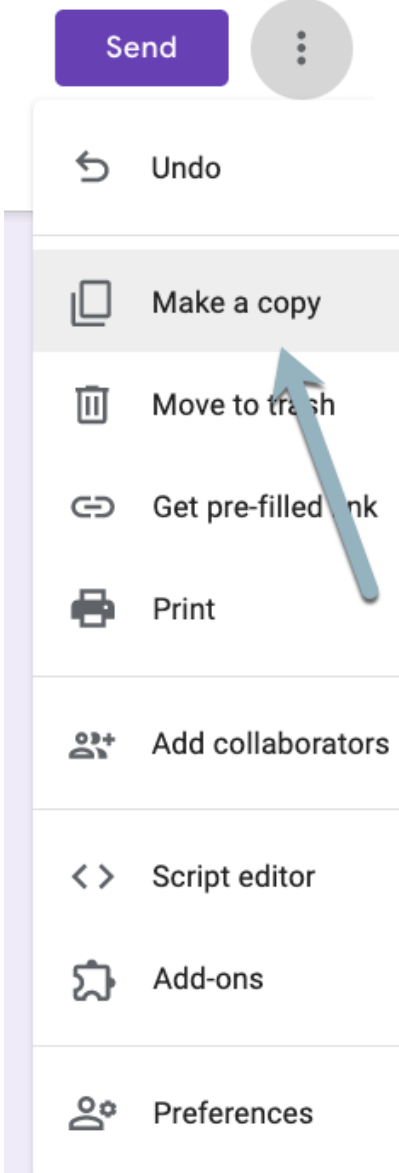 Send
Undo
Make a copy
Move to trash
Get pre-filled link
Print
Add collaborators
Script editor
Add-ons
Preferences